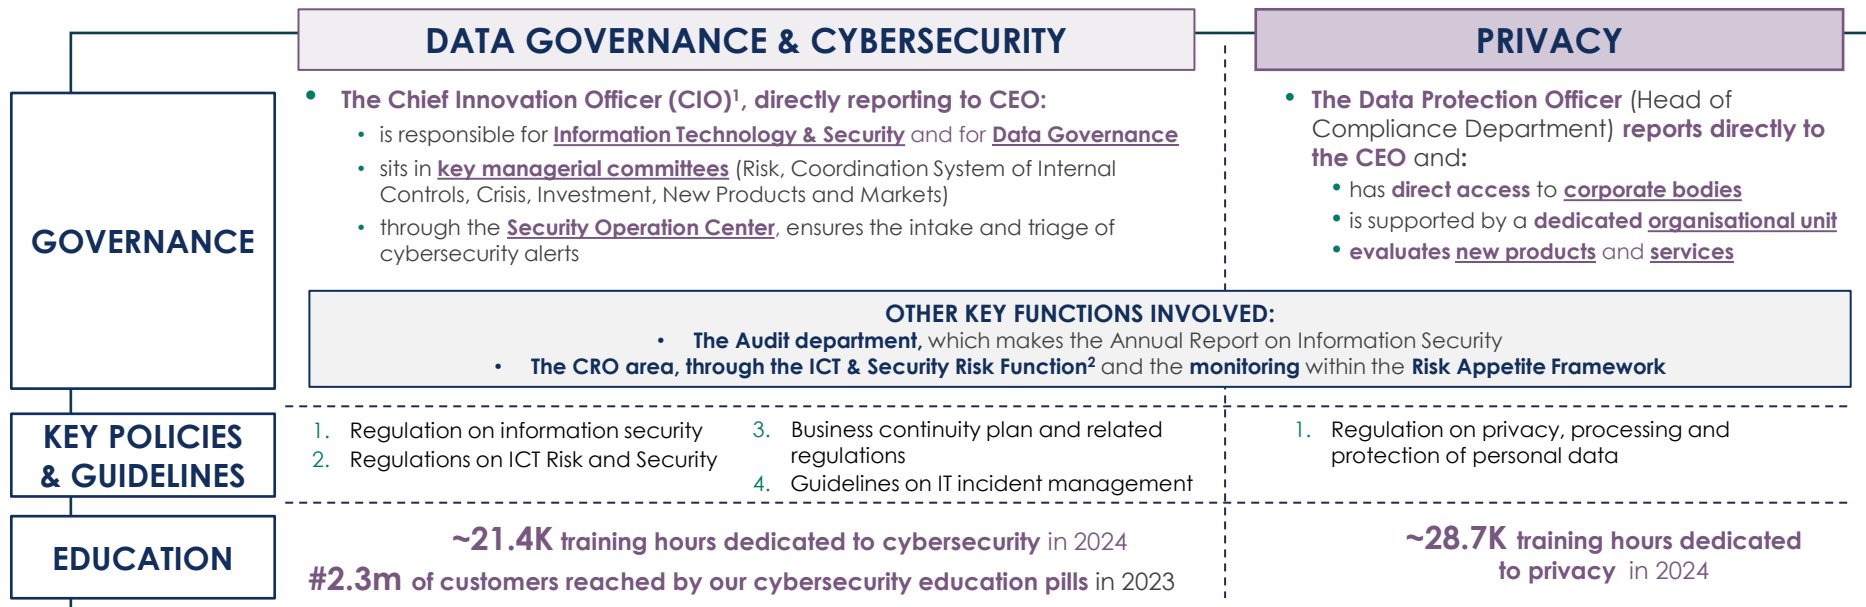 DATA GOVERNANCE & CYBERSECURITY
PRIVACY
GOVERNANCE
• The Chief Innovation Officer (CIO)¹, directly reporting to CEO:
• is responsible for Information Technology & Security and for Data Governance
• sits in key managerial committees (Risk, Coordination System of Internal
Controls, Crisis, Investment, New Products and Markets)
• through the Security Operation Center, ensures the intake and triage of
cybersecurity alerts
• The Data Protection Officer (Head of
Compliance Department) reports directly to
the CEO and:
• has direct access to corporate bodies
• is supported by a dedicated organisational unit
• evaluates new products and services
OTHER KEY FUNCTIONS INVOLVED:
• The Audit department, which makes the Annual Report on Information Security
• The CRO area, through the ICT & Security Risk Function² and the monitoring within the Risk Appetite Framework
KEY POLICIES
& GUIDELINES
1. Regulation on information security
2. Regulations on ICT Risk and Security
3. Business continuity plan and related
regulations
4. Guidelines on IT incident management
1. Regulation on privacy, processing and
protection of personal data
EDUCATION
~21.4K training hours dedicated to cybersecurity in 2024
#2.3m of customers reached by our cybersecurity education pills in 2023
~28.7K training hours dedicated
to privacy in 2024